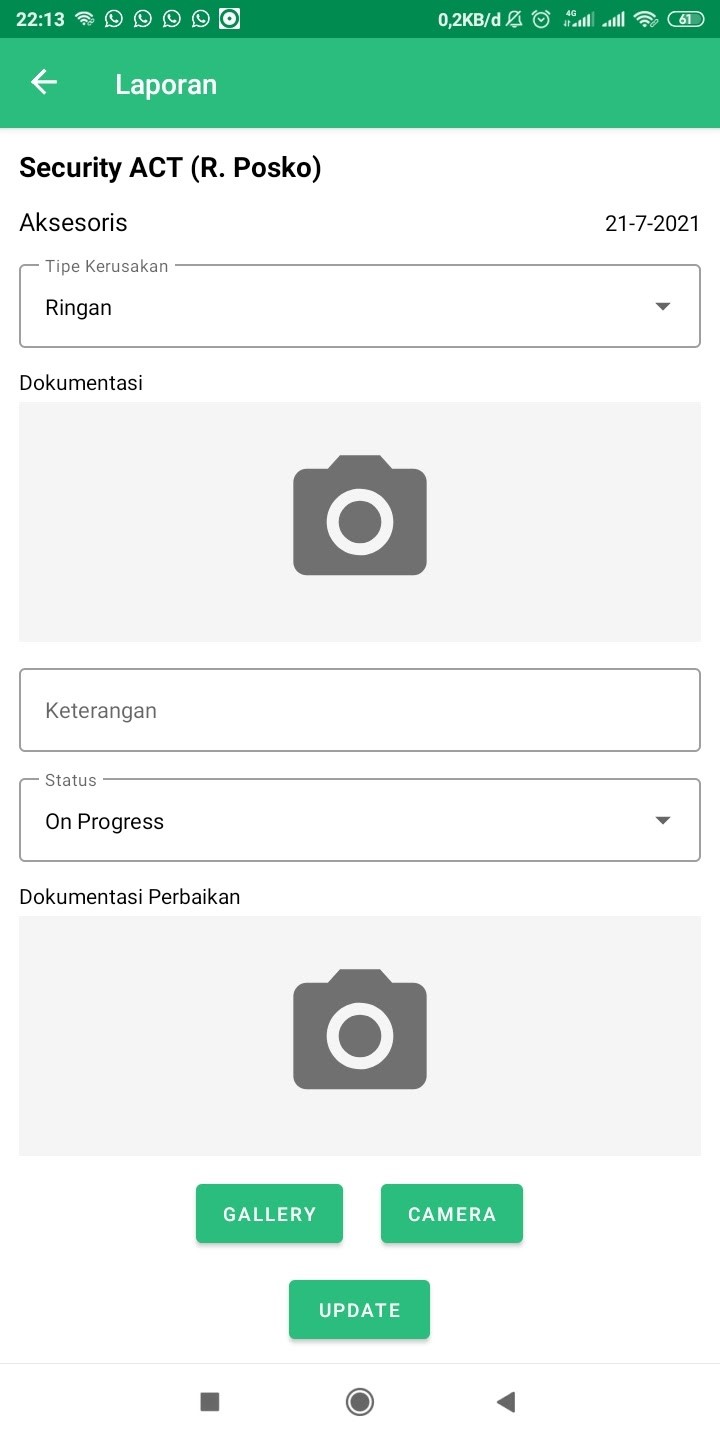 22:13 0,2KB/d 4G 61
Laporan
Security ACT (R. Posko)
Aksesoris 21-7-2021
Tipe Kerusakan
Ringan
Dokumentasi
Keterangan
Status
On Progress
Dokumentasi Perbaikan
GALLERY CAMERA
UPDATE